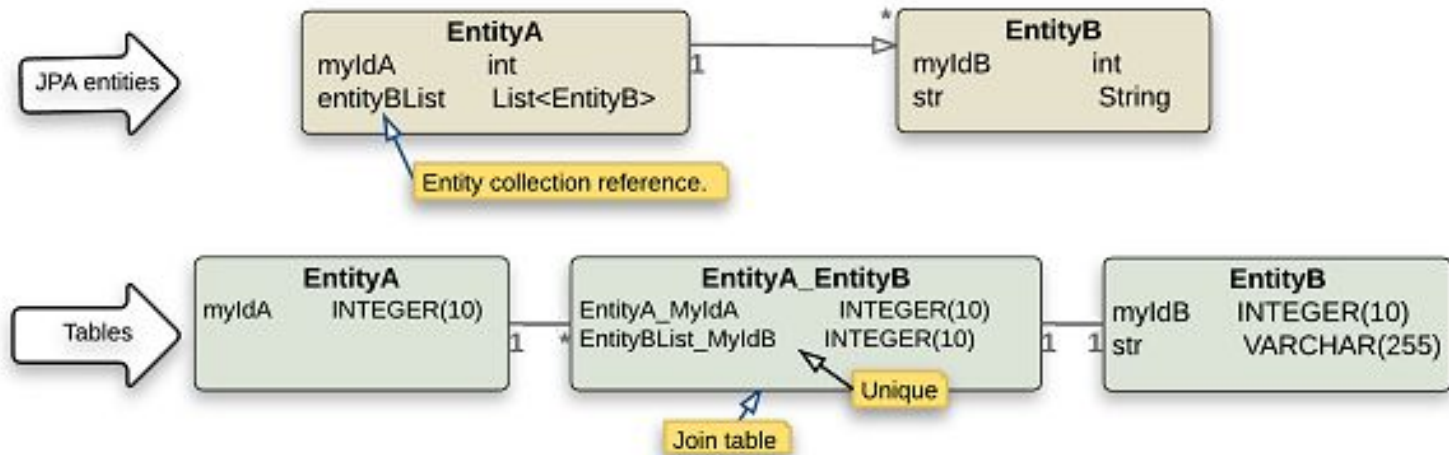 JPA entities
EntityA
myIdA int
entityBList List<EntityB>
1
*
EntityB
myIdB int
str String
Entity collection reference.
Tables
EntityA
myIdA INTEGER(10)
1
*
EntityA_EntityB
EntityA_MyIdA INTEGER(10)
EntityBList_MyIdB INTEGER(10)
1
1
EntityB
myIdB INTEGER(10)
str VARCHAR(255)
Unique
Join table